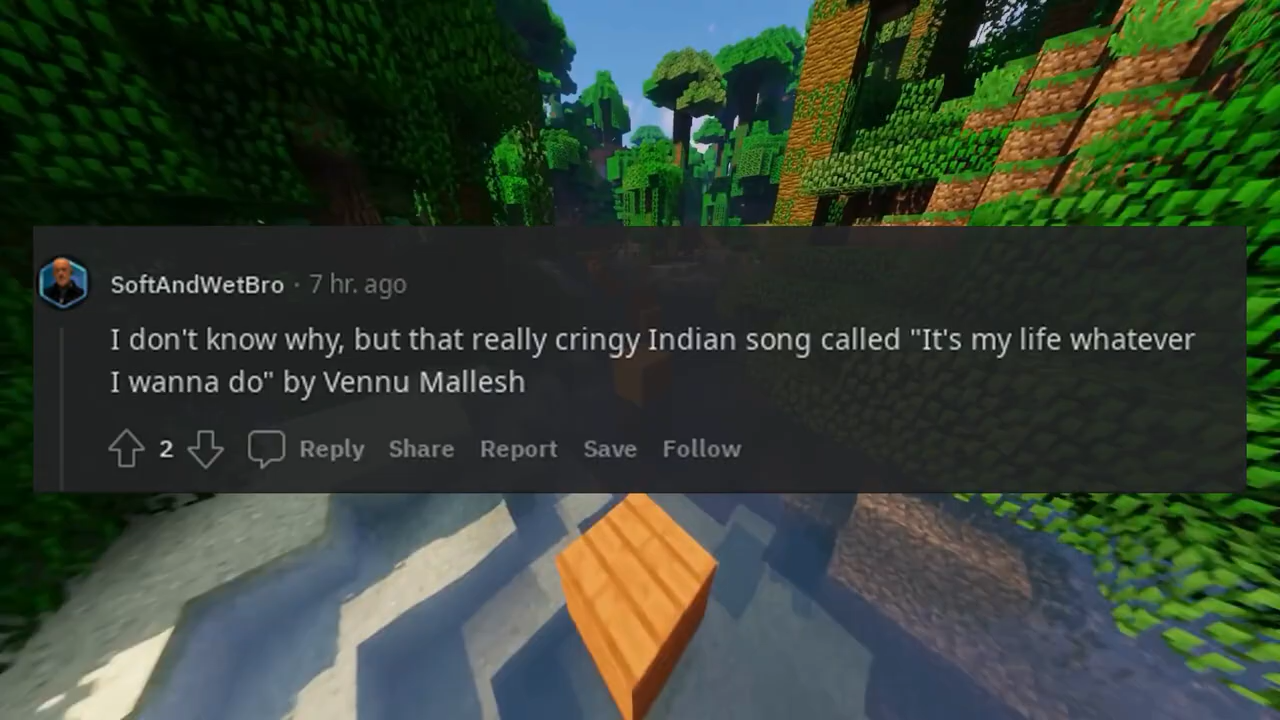 SoftAndWetBro · 7 hr. ago
I don't know why, but that really cringy Indian song called "It's my life whatever
I wanna do" by Vennu Mallesh
2 Reply Share Report Save Follow